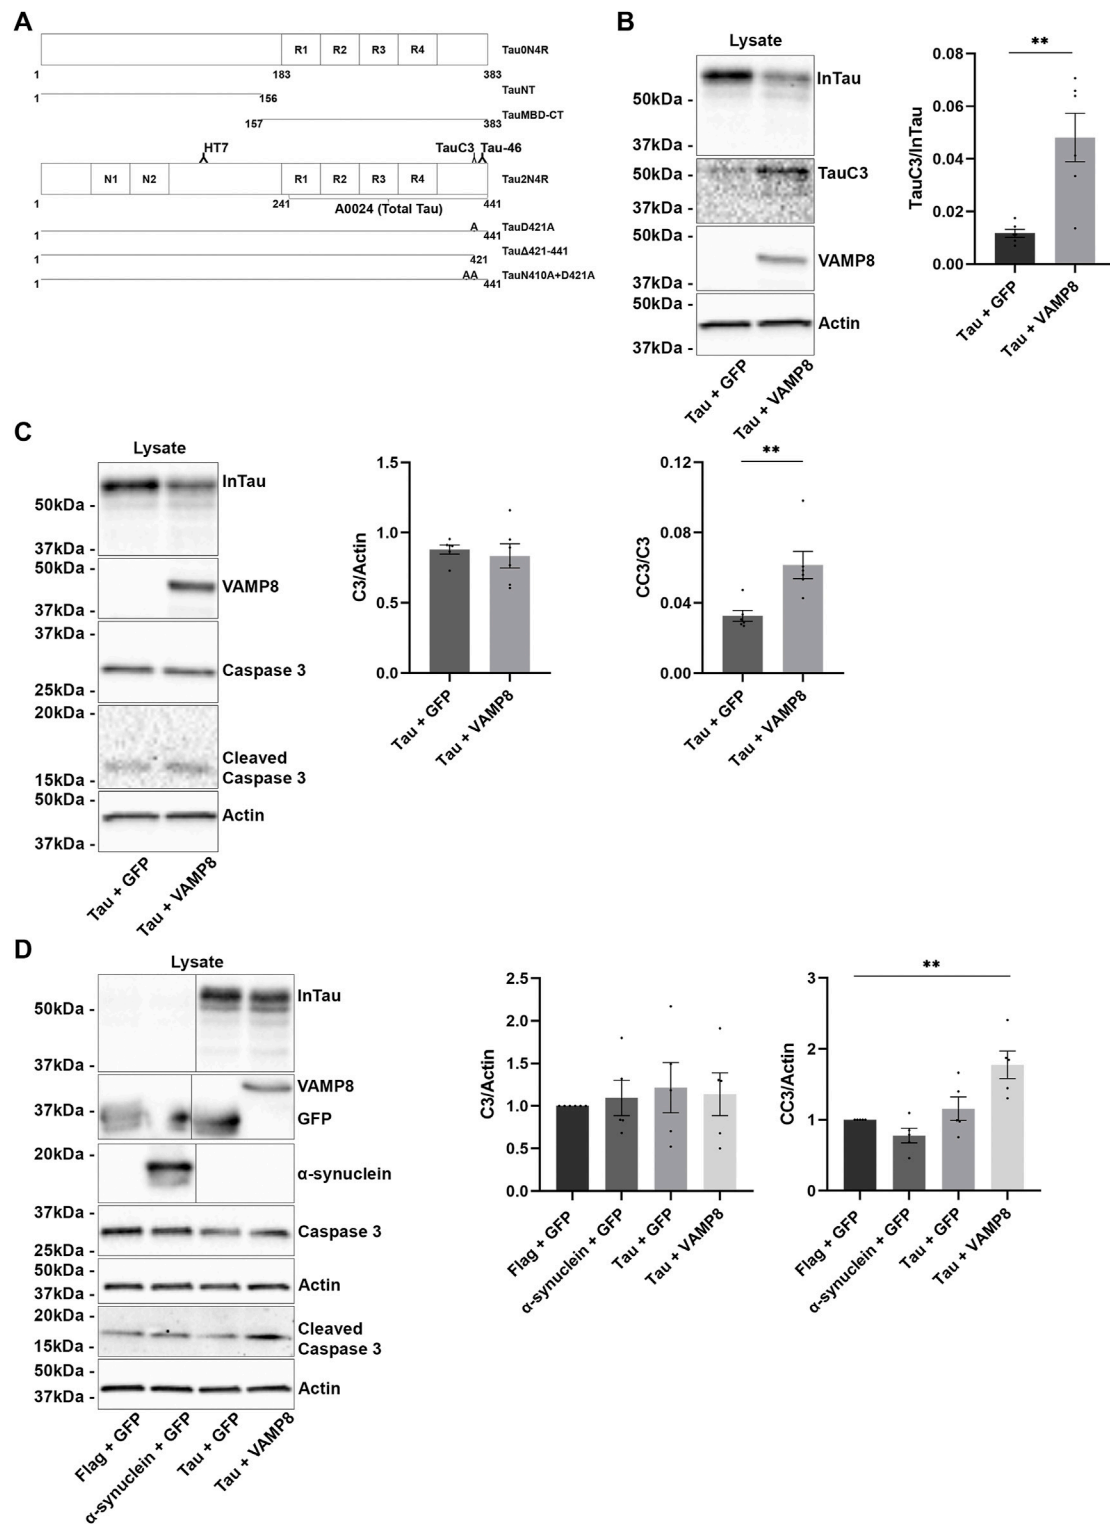 A
R1 R2 R3 R4 Tau0N4R
1 183 383
TauNT
1 156
TauMBD-CT
157 383
HT7 TauC3 Tau-46
N1 N2 R1 R2 R3 R4 Tau2N4R
1 241 441
A0024 (Total Tau)
A TauD421A
1 441
TauΔ421-441
1 421
AA TauN410A+D421A
1 441
B
Lysate
InTau
50kDa -
37kDa -
50kDa - TauC3
37kDa -
50kDa -
VAMP8
37kDa -
50kDa -
Actin
37kDa -
Tau + GFP
Tau + VAMP8
**
TauC3/InTau
0.08
0.06
0.04
0.02
0.00
Tau + GFP
Tau + VAMP8
C
Lysate
InTau
50kDa -
37kDa -
50kDa -
VAMP8
37kDa -
37kDa -
Caspase 3
25kDa -
20kDa -
Cleaved
Caspase 3
15kDa -
50kDa -
Actin
37kDa -
Tau + GFP
Tau + VAMP8
C3/Actin
1.5
1.0
0.5
0.0
Tau + GFP
Tau + VAMP8
**
CC3/C3
0.12
0.08
0.04
0.00
Tau + GFP
Tau + VAMP8
D
Lysate
InTau
50kDa -
37kDa -
VAMP8
37kDa -
GFP
20kDa -
α-synuclein
37kDa -
Caspase 3
25kDa -
50kDa -
Actin
37kDa -
20kDa -
Cleaved
Caspase 3
15kDa -
50kDa -
Actin
37kDa -
Flag + GFP
α-synuclein + GFP
Tau + GFP
Tau + VAMP8
C3/Actin
2.5
2.0
1.5
1.0
0.5
0.0
Flag + GFP
α-synuclein + GFP
Tau + GFP
Tau + VAMP8
**
CC3/Actin
3
2
1
0
Flag + GFP
α-synuclein + GFP
Tau + GFP
Tau + VAMP8